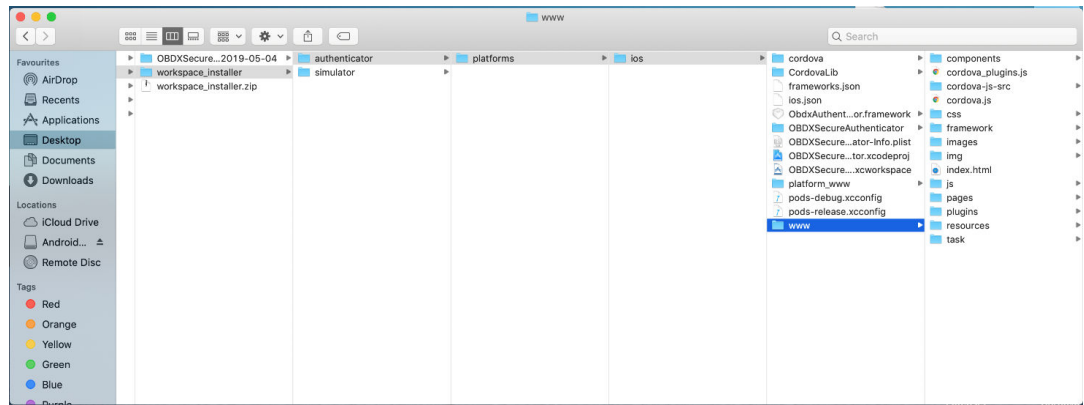 www
Search
Favourites
AirDrop
Recents
Applications
Desktop
Documents
Downloads
Locations
iCloud Drive
Android...
Remote Disc
Tags
Red
Orange
Yellow
Green
Blue
Purple
OBDXSecure...2019-05-04
workspace_installer
workspace_installer.zip
authenticator
simulator
platforms
ios
cordova
CordovaLib
frameworks.json
ios.json
ObdxAuthent...or.framework
OBDXSecureAuthenticator
OBDXSecure...ator-Info.plist
OBDXSecure...tor.xcodeproj
OBDXSecure....xcworkspace
platform_www
pods-debug.xcconfig
pods-release.xcconfig
www
components
cordova_plugins.js
cordova-js-src
cordova.js
css
framework
images
img
index.html
js
pages
plugins
resources
task